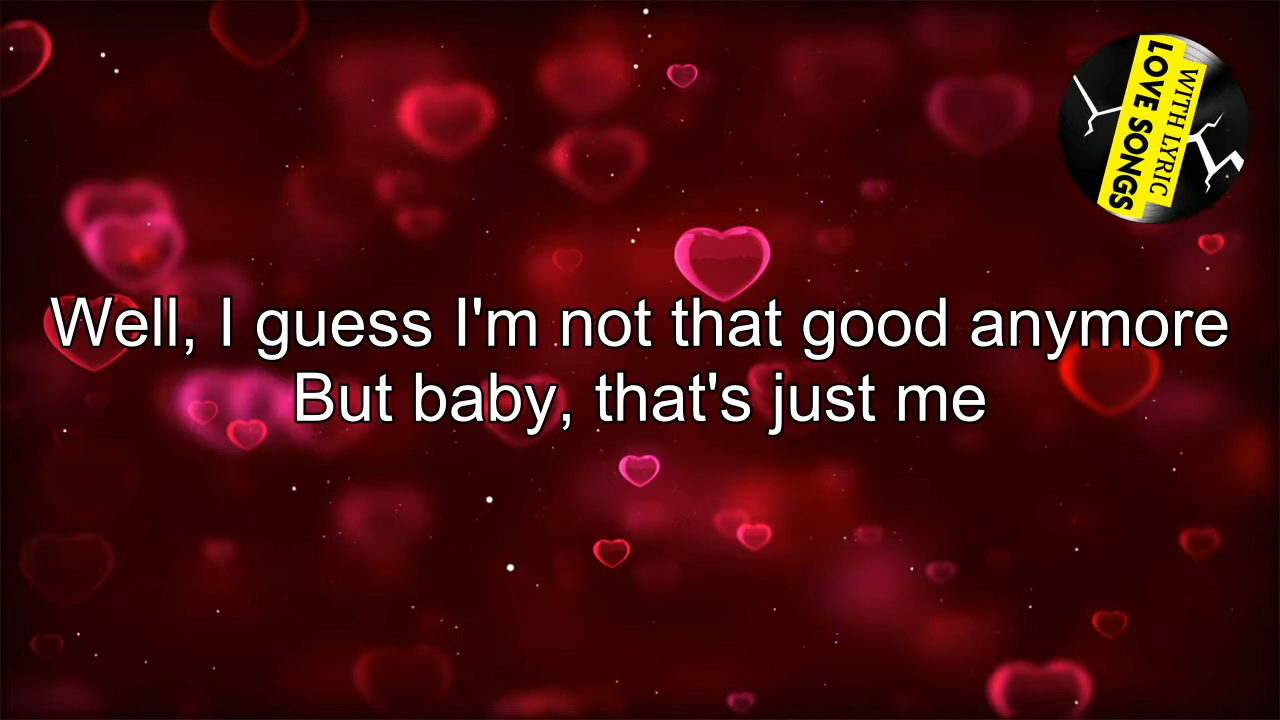 LOVE SONGS
WITH LYRIC
Well, I guess I'm not that good anymore
But baby, that's just me